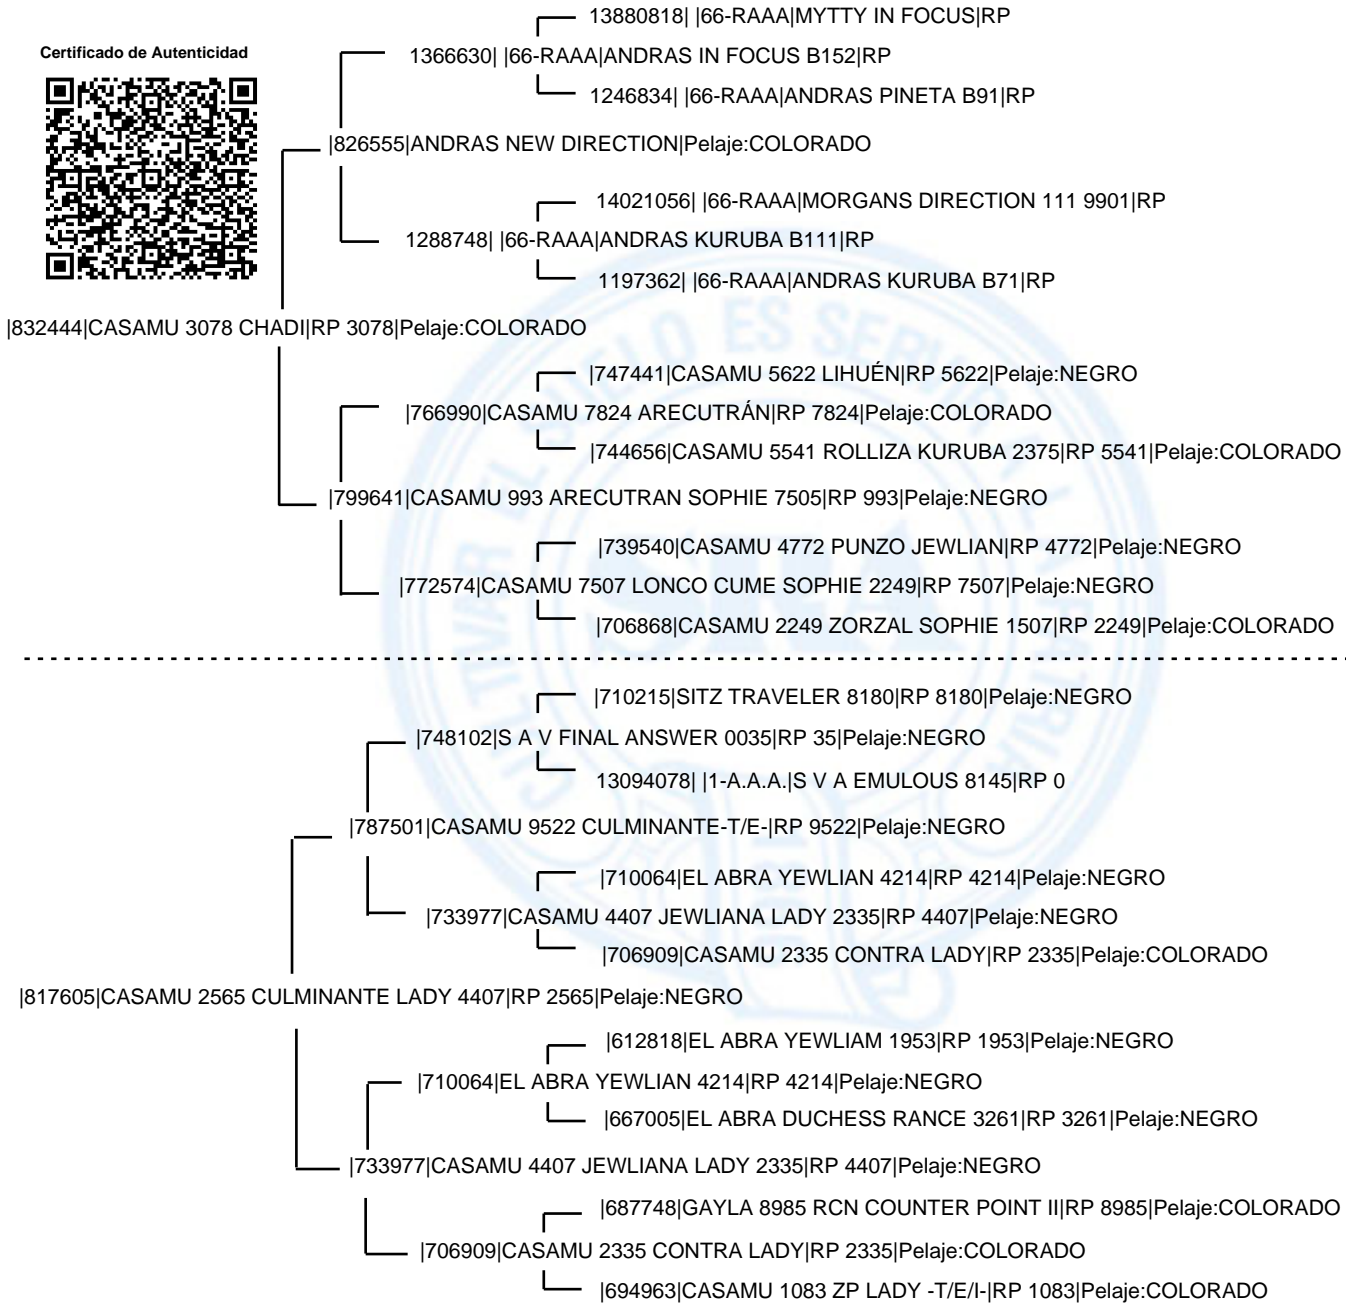 13880818| |66-RAAA|MYTTY IN FOCUS|RP
Certificado de Autenticidad
1366630| |66-RAAA|ANDRAS IN FOCUS B152|RP
1246834| |66-RAAA|ANDRAS PINETA B91|RP
|826555|ANDRAS NEW DIRECTION|Pelaje:COLORADO
14021056| |66-RAAA|MORGANS DIRECTION 111 9901|RP
1288748| |66-RAAA|ANDRAS KURUBA B111|RP
1197362| |66-RAAA|ANDRAS KURUBA B71|RP
|832444|CASAMU 3078 CHADI|RP 3078|Pelaje:COLORADO
|747441|CASAMU 5622 LIHUÉN|RP 5622|Pelaje:NEGRO
|766990|CASAMU 7824 ARECUTRÁN|RP 7824|Pelaje:COLORADO
|744656|CASAMU 5541 ROLLIZA KURUBA 2375|RP 5541|Pelaje:COLORADO
|799641|CASAMU 993 ARECUTRAN SOPHIE 7505|RP 993|Pelaje:NEGRO
|739540|CASAMU 4772 PUNZO JEWLIAN|RP 4772|Pelaje:NEGRO
|772574|CASAMU 7507 LONCO CUME SOPHIE 2249|RP 7507|Pelaje:NEGRO
|706868|CASAMU 2249 ZORZAL SOPHIE 1507|RP 2249|Pelaje:COLORADO
|710215|SITZ TRAVELER 8180|RP 8180|Pelaje:NEGRO
|748102|S A V FINAL ANSWER 0035|RP 35|Pelaje:NEGRO
13094078| |1-A.A.A.|S V A EMULOUS 8145|RP 0
|787501|CASAMU 9522 CULMINANTE-T/E-|RP 9522|Pelaje:NEGRO
|710064|EL ABRA YEWLIAN 4214|RP 4214|Pelaje:NEGRO
|733977|CASAMU 4407 JEWLIANA LADY 2335|RP 4407|Pelaje:NEGRO
|706909|CASAMU 2335 CONTRA LADY|RP 2335|Pelaje:COLORADO
|817605|CASAMU 2565 CULMINANTE LADY 4407|RP 2565|Pelaje:NEGRO
|612818|EL ABRA YEWLIAM 1953|RP 1953|Pelaje:NEGRO
|710064|EL ABRA YEWLIAN 4214|RP 4214|Pelaje:NEGRO
|667005|EL ABRA DUCHESS RANCE 3261|RP 3261|Pelaje:NEGRO
|733977|CASAMU 4407 JEWLIANA LADY 2335|RP 4407|Pelaje:NEGRO
|687748|GAYLA 8985 RCN COUNTER POINT II|RP 8985|Pelaje:COLORADO
|706909|CASAMU 2335 CONTRA LADY|RP 2335|Pelaje:COLORADO
|694963|CASAMU 1083 ZP LADY -T/E/I-|RP 1083|Pelaje:COLORADO
CULTIVAR EL SUELO ES SERVIR A LA PATRIA
1866